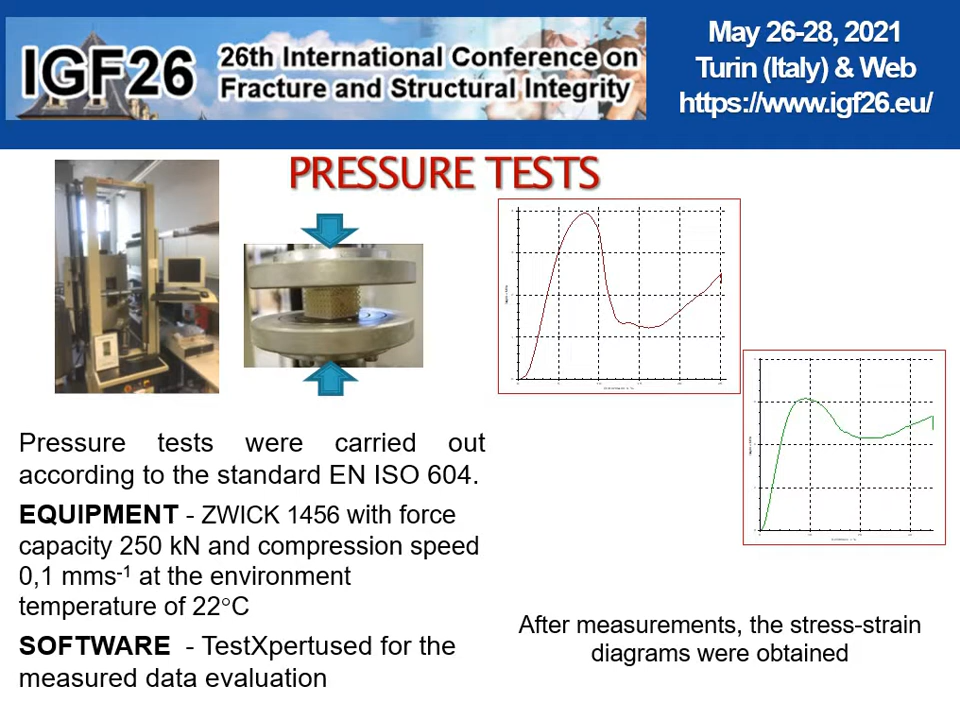 IGF26
26th International Conference on
Fracture and Structural Integrity
May 26-28, 2021
Turin (Italy) & Web
https://www.igf26.eu/
PRESSURE TESTS
Pressure tests were carried out
according to the standard EN ISO 604.
EQUIPMENT - ZWICK 1456 with force
capacity 250 kN and compression speed
0,1 mms-1 at the environment
temperature of 22°C
SOFTWARE - TestXpertused for the
measured data evaluation
After measurements, the stress-strain
diagrams were obtained